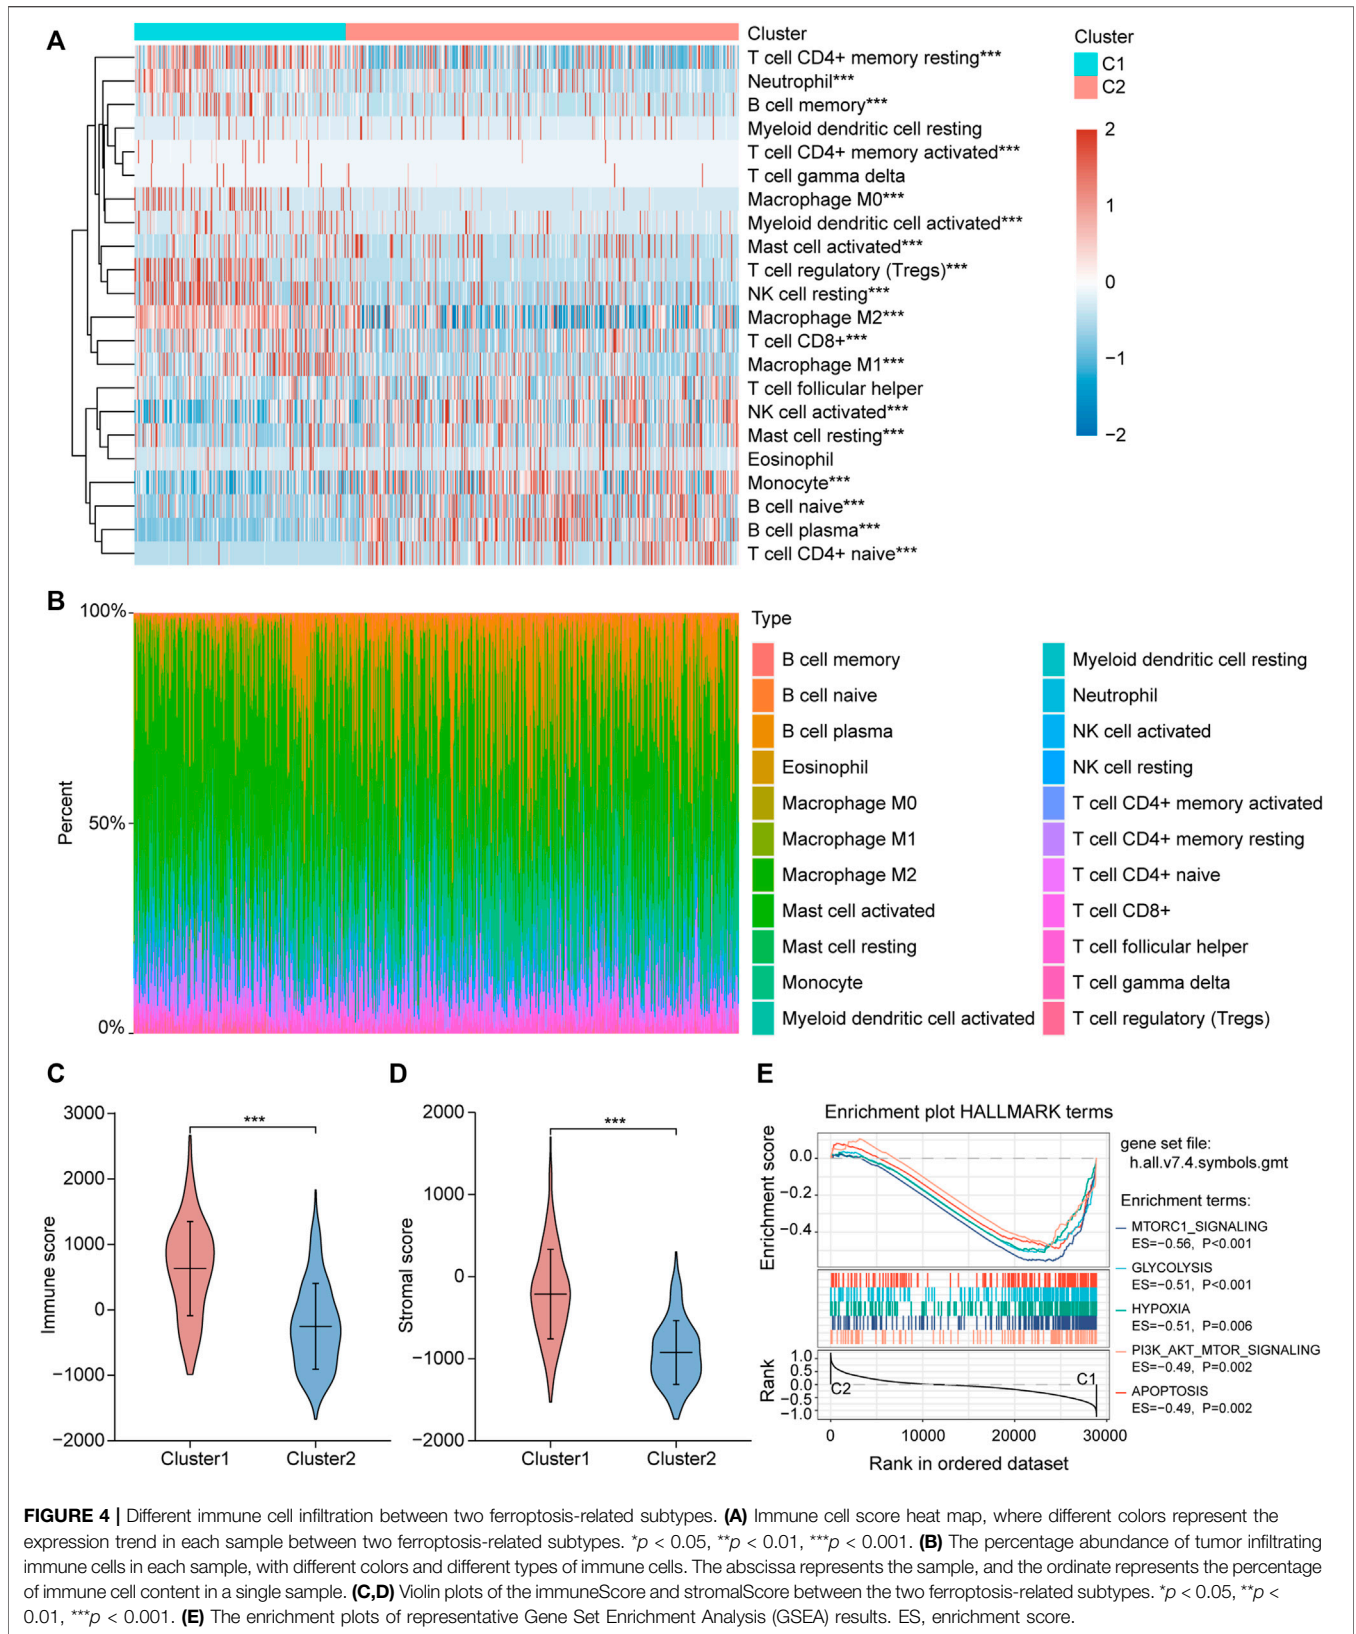 A
Cluster
T cell CD4+ memory resting***
Neutrophil***
B cell memory***
Myeloid dendritic cell resting
T cell CD4+ memory activated***
T cell gamma delta
Macrophage M0***
Myeloid dendritic cell activated***
Mast cell activated***
T cell regulatory (Tregs)***
NK cell resting***
Macrophage M2***
T cell CD8+***
Macrophage M1***
T cell follicular helper
NK cell activated***
Mast cell resting***
Eosinophil
Monocyte***
B cell naive***
B cell plasma***
T cell CD4+ naive***
Cluster
C1
C2
2
1
0
−1
−2
B
100%
50%
0%
Percent
Type
B cell memory
B cell naive
B cell plasma
Eosinophil
Macrophage M0
Macrophage M1
Macrophage M2
Mast cell activated
Mast cell resting
Monocyte
Myeloid dendritic cell activated
Myeloid dendritic cell resting
Neutrophil
NK cell activated
NK cell resting
T cell CD4+ memory activated
T cell CD4+ memory resting
T cell CD4+ naive
T cell CD8+
T cell follicular helper
T cell gamma delta
T cell regulatory (Tregs)
C
3000
2000
1000
0
−1000
−2000
Immune score
***
Cluster1
Cluster2
D
2000
1000
0
−1000
−2000
Stromal score
***
Cluster1
Cluster2
E
Enrichment plot HALLMARK terms
Enrichment score
0.0
−0.2
−0.4
Rank
1.0
0.5
0.0
−0.5
−1.0
C2
C1
0
10000
20000
30000
Rank in ordered dataset
gene set file:
h.all.v7.4.symbols.gmt
Enrichment terms:
MTORC1_SIGNALING
ES=−0.56, P<0.001
GLYCOLYSIS
ES=−0.51, P<0.001
HYPOXIA
ES=−0.51, P=0.006
PI3K_AKT_MTOR_SIGNALING
ES=−0.49, P=0.002
APOPTOSIS
ES=−0.49, P=0.002
FIGURE 4 | Different immune cell infiltration between two ferroptosis-related subtypes. (A) Immune cell score heat map, where different colors represent the
expression trend in each sample between two ferroptosis-related subtypes. *p < 0.05, **p < 0.01, ***p < 0.001. (B) The percentage abundance of tumor infiltrating
immune cells in each sample, with different colors and different types of immune cells. The abscissa represents the sample, and the ordinate represents the percentage
of immune cell content in a single sample. (C,D) Violin plots of the immuneScore and stromalScore between the two ferroptosis-related subtypes. *p < 0.05, **p <
0.01, ***p < 0.001. (E) The enrichment plots of representative Gene Set Enrichment Analysis (GSEA) results. ES, enrichment score.